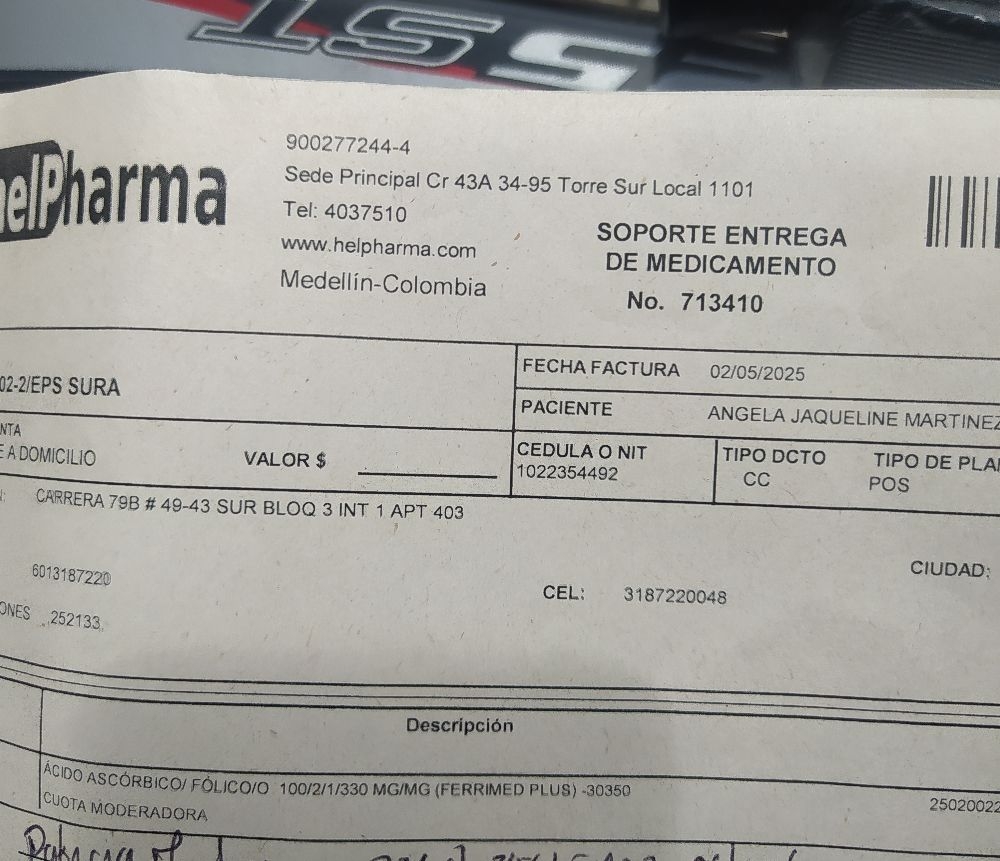 SST
helPharma
900277244-4
Sede Principal Cr 43A 34-95 Torre Sur Local 1101
Tel: 4037510
www.helpharma.com
Medellín-Colombia
SOPORTE ENTREGA
DE MEDICAMENTO
No. 713410
02-2/EPS SURA
FECHA FACTURA 02/05/2025
PACIENTE ANGELA JAQUELINE MARTINEZ
NTA
E A DOMICILIO VALOR $
CEDULA O NIT
1022354492
TIPO DCTO
CC
TIPO DE PLA
POS
CARRERA 79B # 49-43 SUR BLOQ 3 INT 1 APT 403
CIUDAD:
6013187220
CEL: 3187220048
ONES 252133
Descripción
ÁCIDO ASCÓRBICO/ FÓLICO/O 100/2/1/330 MG/MG (FERRIMED PLUS) -30350
25020022
CUOTA MODERADORA